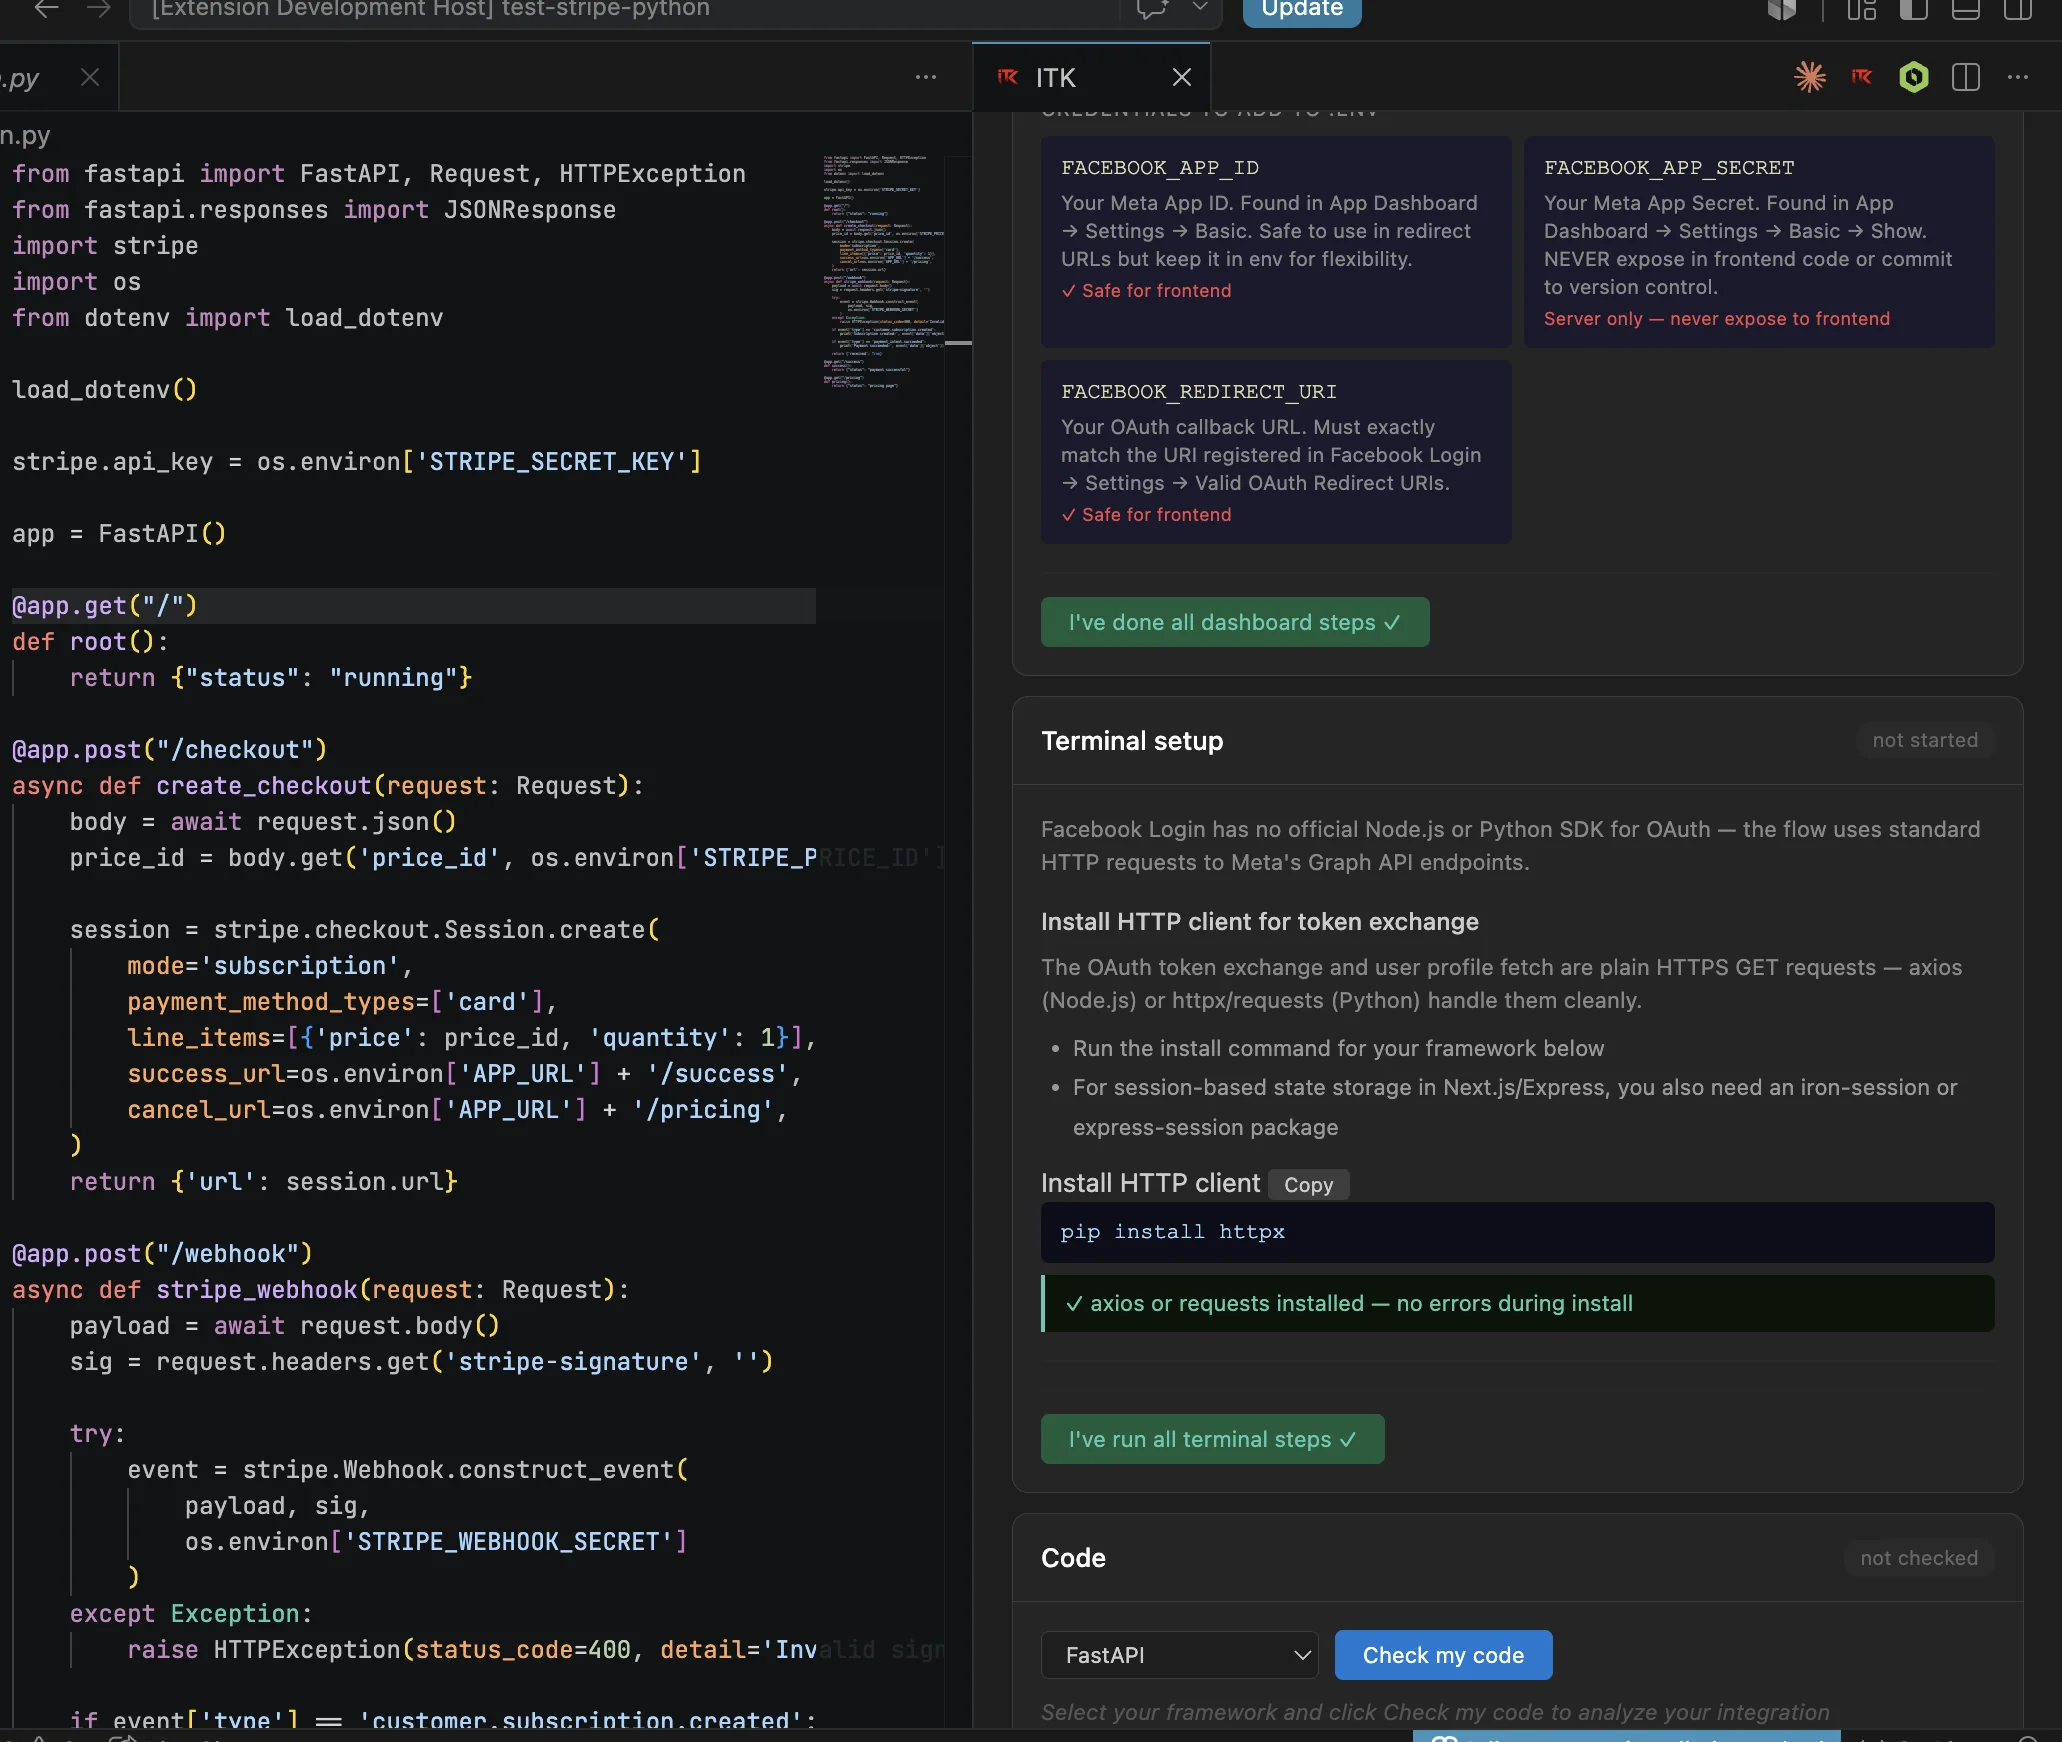 [Extension Development Host] test-stripe-python
Update
.py
ITK
n.py
from fastapi import FastAPI, Request, HTTPException
from fastapi.responses import JSONResponse
import stripe
import os
from dotenv import load_dotenv
load_dotenv()
stripe.api_key = os.environ['STRIPE_SECRET_KEY']
app = FastAPI()
@app.get("/")
def root():
return {"status": "running"}
@app.post("/checkout")
async def create_checkout(request: Request):
body = await request.json()
price_id = body.get('price_id', os.environ['STRIPE_PRICE_ID']
session = stripe.checkout.Session.create(
mode='subscription',
payment_method_types=['card'],
line_items=[{'price': price_id, 'quantity': 1}],
success_url=os.environ['APP_URL'] + '/success',
cancel_url=os.environ['APP_URL'] + '/pricing',
)
return {'url': session.url}
@app.post("/webhook")
async def stripe_webhook(request: Request):
payload = await request.body()
sig = request.headers.get('stripe-signature', '')
try:
event = stripe.Webhook.construct_event(
payload, sig,
os.environ['STRIPE_WEBHOOK_SECRET']
)
except Exception:
raise HTTPException(status_code=400, detail='Invalid sign
if event['type'] == 'customer.subscription.created':
CREDENTIALS TO ADD TO .ENV
FACEBOOK_APP_ID
Your Meta App ID. Found in App Dashboard
→ Settings → Basic. Safe to use in redirect
URLs but keep it in env for flexibility.
✓ Safe for frontend
FACEBOOK_APP_SECRET
Your Meta App Secret. Found in App
Dashboard → Settings → Basic → Show.
NEVER expose in frontend code or commit
to version control.
Server only — never expose to frontend
FACEBOOK_REDIRECT_URI
Your OAuth callback URL. Must exactly
match the URI registered in Facebook Login
→ Settings → Valid OAuth Redirect URIs.
✓ Safe for frontend
I've done all dashboard steps ✓
Terminal setup
not started
Facebook Login has no official Node.js or Python SDK for OAuth — the flow uses standard
HTTP requests to Meta's Graph API endpoints.
Install HTTP client for token exchange
The OAuth token exchange and user profile fetch are plain HTTPS GET requests — axios
(Node.js) or httpx/requests (Python) handle them cleanly.
• Run the install command for your framework below
• For session-based state storage in Next.js/Express, you also need an iron-session or
express-session package
Install HTTP client
Copy
pip install httpx
✓ axios or requests installed — no errors during install
I've run all terminal steps ✓
Code
not checked
FastAPI
Check my code
Select your framework and click Check my code to analyze your integration